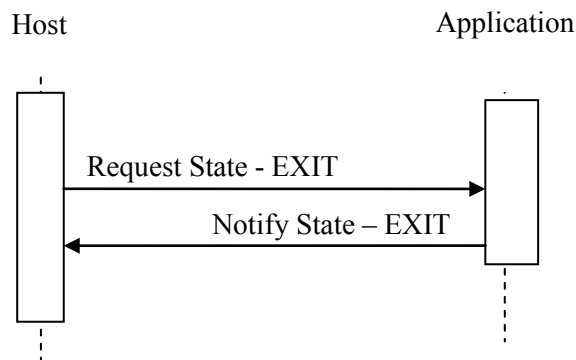 Host
Application
Request State - EXIT
Notify State – EXIT